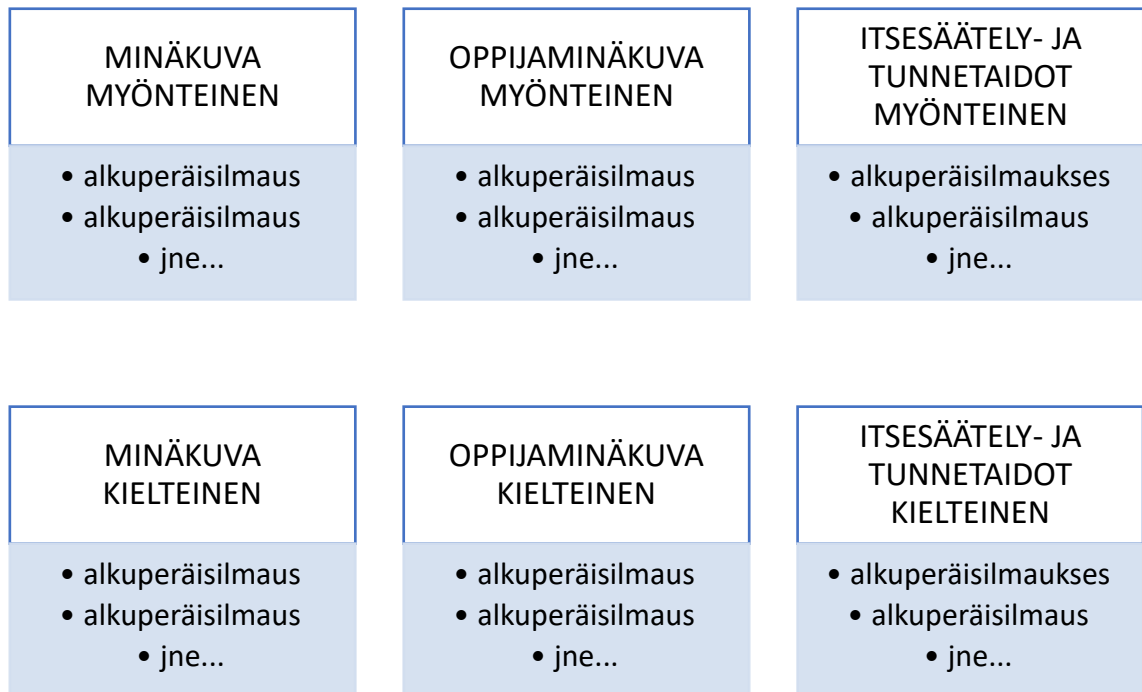 MINÄKUVA
MYÖNTEINEN
• alkuperäisilmaus
• alkuperäisilmaus
• jne...
OPPIJAMINÄKUVA
MYÖNTEINEN
• alkuperäisilmaus
• alkuperäisilmaus
• jne...
ITSESÄÄTELY- JA
TUNNETAIDOT
MYÖNTEINEN
• alkuperäisilmaukses
• alkuperäisilmaus
• jne...
MINÄKUVA
KIELTEINEN
• alkuperäisilmaus
• alkuperäisilmaus
• jne...
OPPIJAMINÄKUVA
KIELTEINEN
• alkuperäisilmaus
• alkuperäisilmaus
• jne...
ITSESÄÄTELY- JA
TUNNETAIDOT
KIELTEINEN
• alkuperäisilmaukses
• alkuperäisilmaus
• jne...